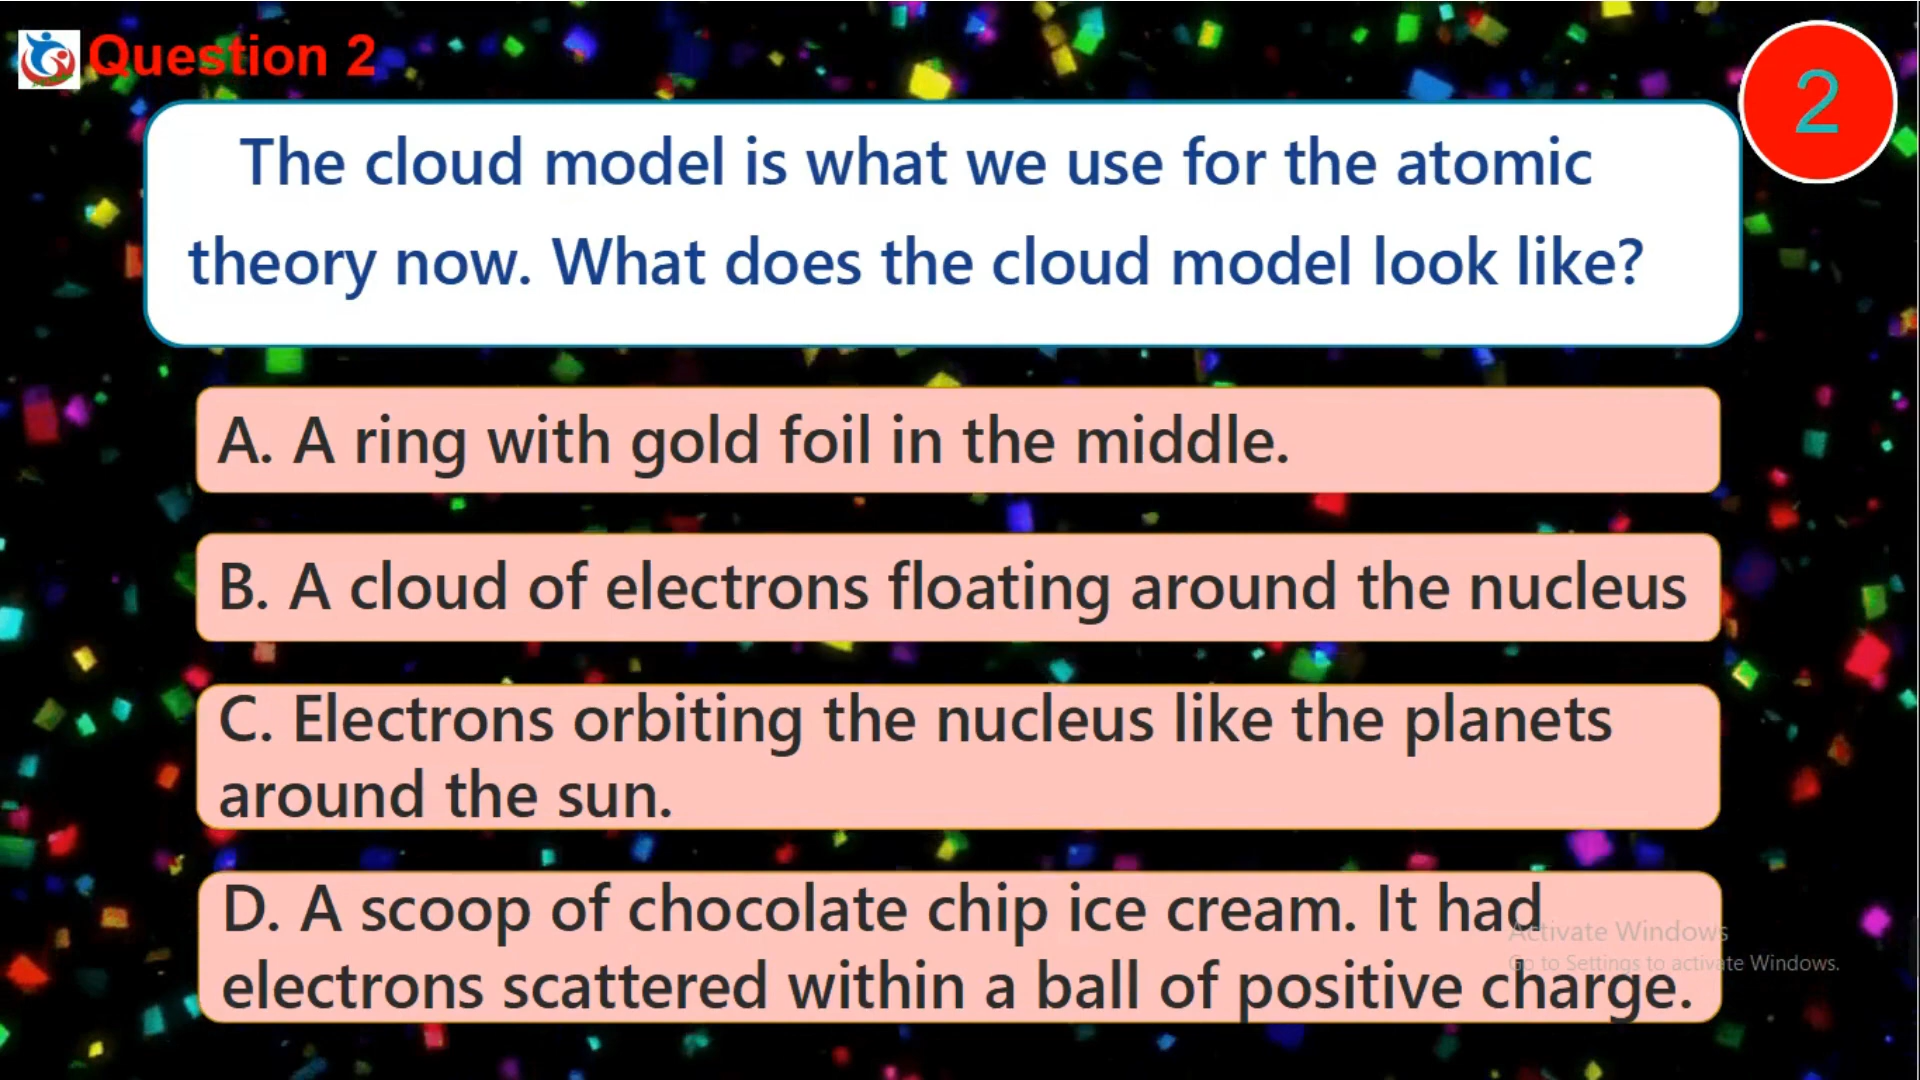 Question 2
2
The cloud model is what we use for the atomic
theory now. What does the cloud model look like?
A. A ring with gold foil in the middle.
B. A cloud of electrons floating around the nucleus
C. Electrons orbiting the nucleus like the planets
around the sun.
D. A scoop of chocolate chip ice cream. It had
electrons scattered within a ball of positive charge.
Activate Windows
Go to Settings to activate Windows.